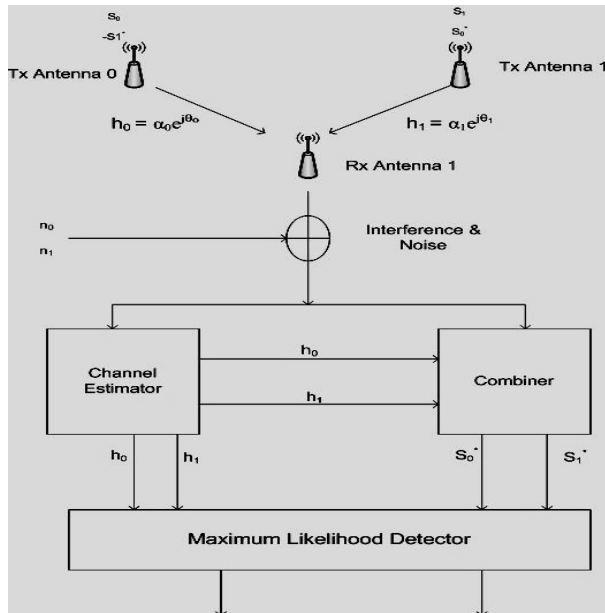 S₀
-S1*
S₁
S₀*
Tx Antenna 0
Tx Antenna 1
h₀ = α₀e^jθ₀
h₁ = α₁e^jθ₁
Rx Antenna 1
n₀
n₁
Interference &
Noise
Channel
Estimator
h₀
h₁
Combiner
h₀
h₁
S₀*
S₁*
Maximum Likelihood Detector